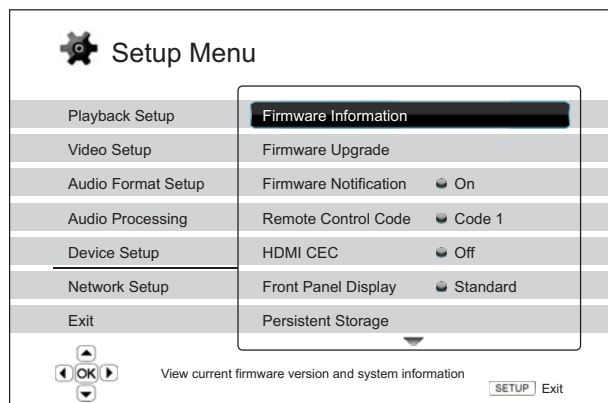 Setup Menu
Playback Setup
Video Setup
Audio Format Setup
Audio Processing
Device Setup
Network Setup
Exit
Firmware Information
Firmware Upgrade
Firmware Notification On
Remote Control Code Code 1
HDMI CEC Off
Front Panel Display Standard
Persistent Storage
OK
View current firmware version and system information
SETUP Exit